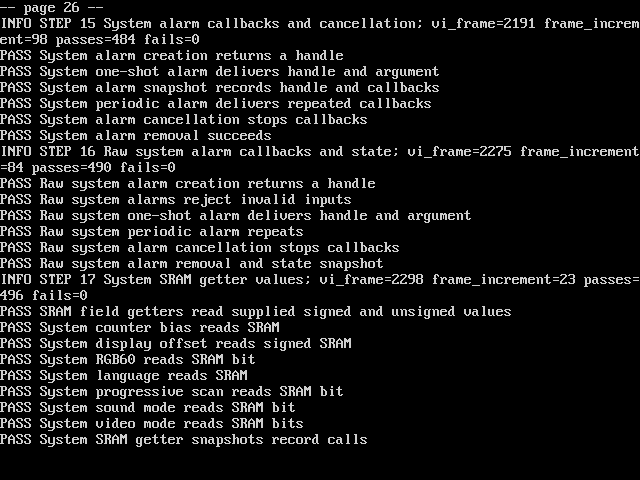 -- page 26 --
INFO STEP 15 System alarm callbacks and cancellation; vi_frame=2191 frame_increm
ent=98 passes=484 fails=0
PASS System alarm creation returns a handle
PASS System one-shot alarm delivers handle and argument
PASS System alarm snapshot records handle and callbacks
PASS System periodic alarm delivers repeated callbacks
PASS System alarm cancellation stops callbacks
PASS System alarm removal succeeds
INFO STEP 16 Raw system alarm callbacks and state; vi_frame=2275 frame_increment
=84 passes=490 fails=0
PASS Raw system alarm creation returns a handle
PASS Raw system alarms reject invalid inputs
PASS Raw system one-shot alarm delivers handle and argument
PASS Raw system periodic alarm repeats
PASS Raw system alarm cancellation stops callbacks
PASS Raw system alarm removal and state snapshot
INFO STEP 17 System SRAM getter values; vi_frame=2298 frame_increment=23 passes=
496 fails=0
PASS SRAM field getters read supplied signed and unsigned values
PASS System counter bias reads SRAM
PASS System display offset reads signed SRAM
PASS System RGB60 reads SRAM bit
PASS System language reads SRAM
PASS System progressive scan reads SRAM bit
PASS System sound mode reads SRAM bit
PASS System video mode reads SRAM bits
PASS System SRAM getter snapshots record calls